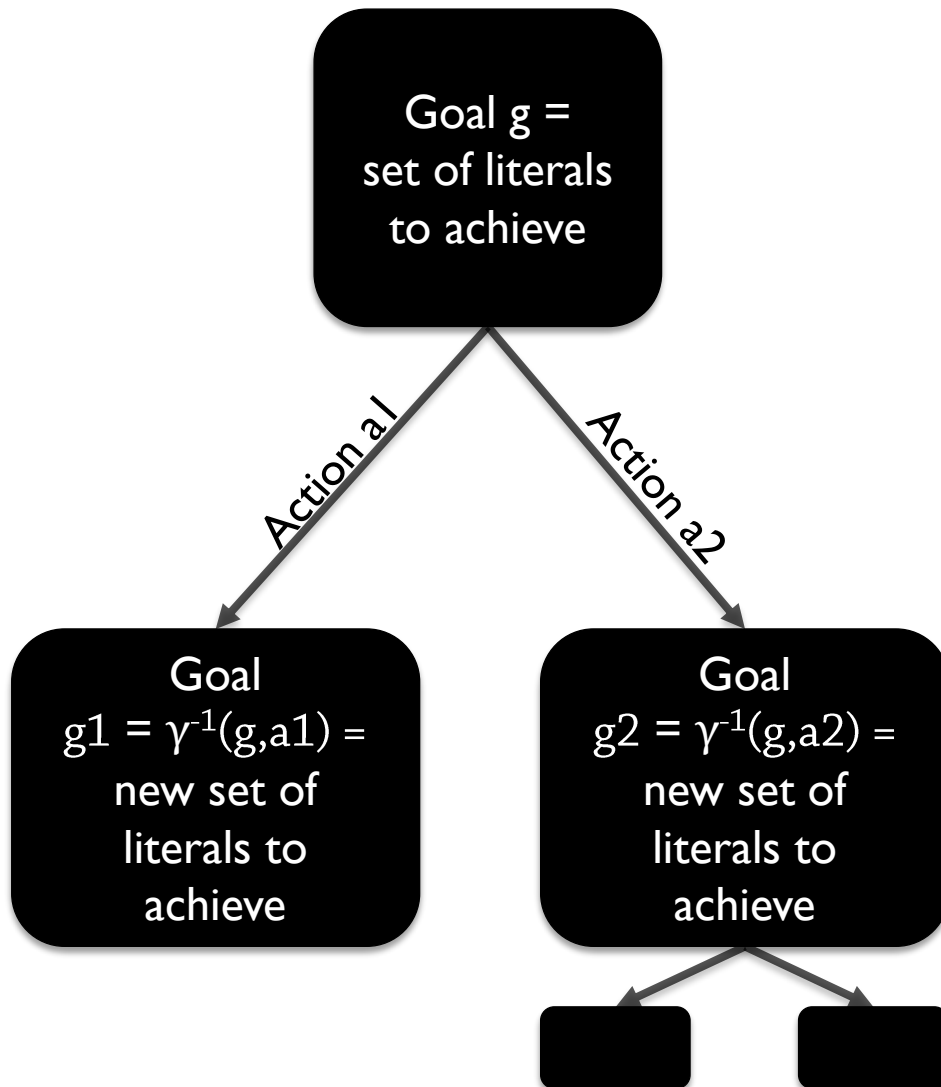 Goal g =
set of literals
to achieve
Action a1
Action a2
Goal
g1 = γ⁻¹(g,a1) =
new set of
literals to
achieve
Goal
g2 = γ⁻¹(g,a2) =
new set of
literals to
achieve